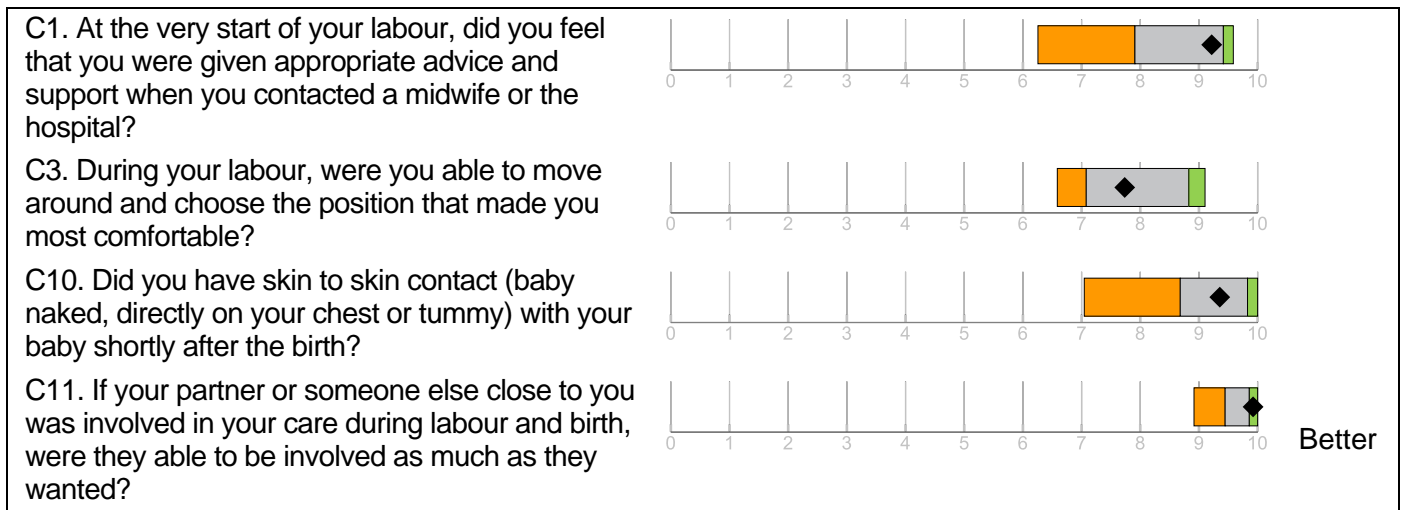 C1. At the very start of your labour, did you feel
that you were given appropriate advice and
support when you contacted a midwife or the
hospital?
0 1 2 3 4 5 6 7 8 9 10
C3. During your labour, were you able to move
around and choose the position that made you
most comfortable?
0 1 2 3 4 5 6 7 8 9 10
C10. Did you have skin to skin contact (baby
naked, directly on your chest or tummy) with your
baby shortly after the birth?
0 1 2 3 4 5 6 7 8 9 10
C11. If your partner or someone else close to you
was involved in your care during labour and birth,
were they able to be involved as much as they
wanted?
0 1 2 3 4 5 6 7 8 9 10
Better